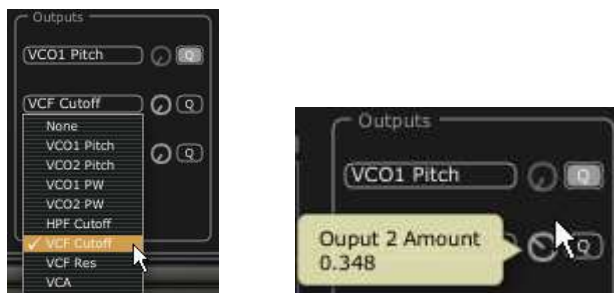 Outputs
VCO1 Pitch Q
VCF Cutoff Q
None
VCO1 Pitch
VCO2 Pitch Q
VCO1 PW
VCO2 PW
HPF Cutoff
VCF Cutoff
VCF Res
VCA
Outputs
VCO1 Pitch Q
Ouput 2 Amount Q
0.348